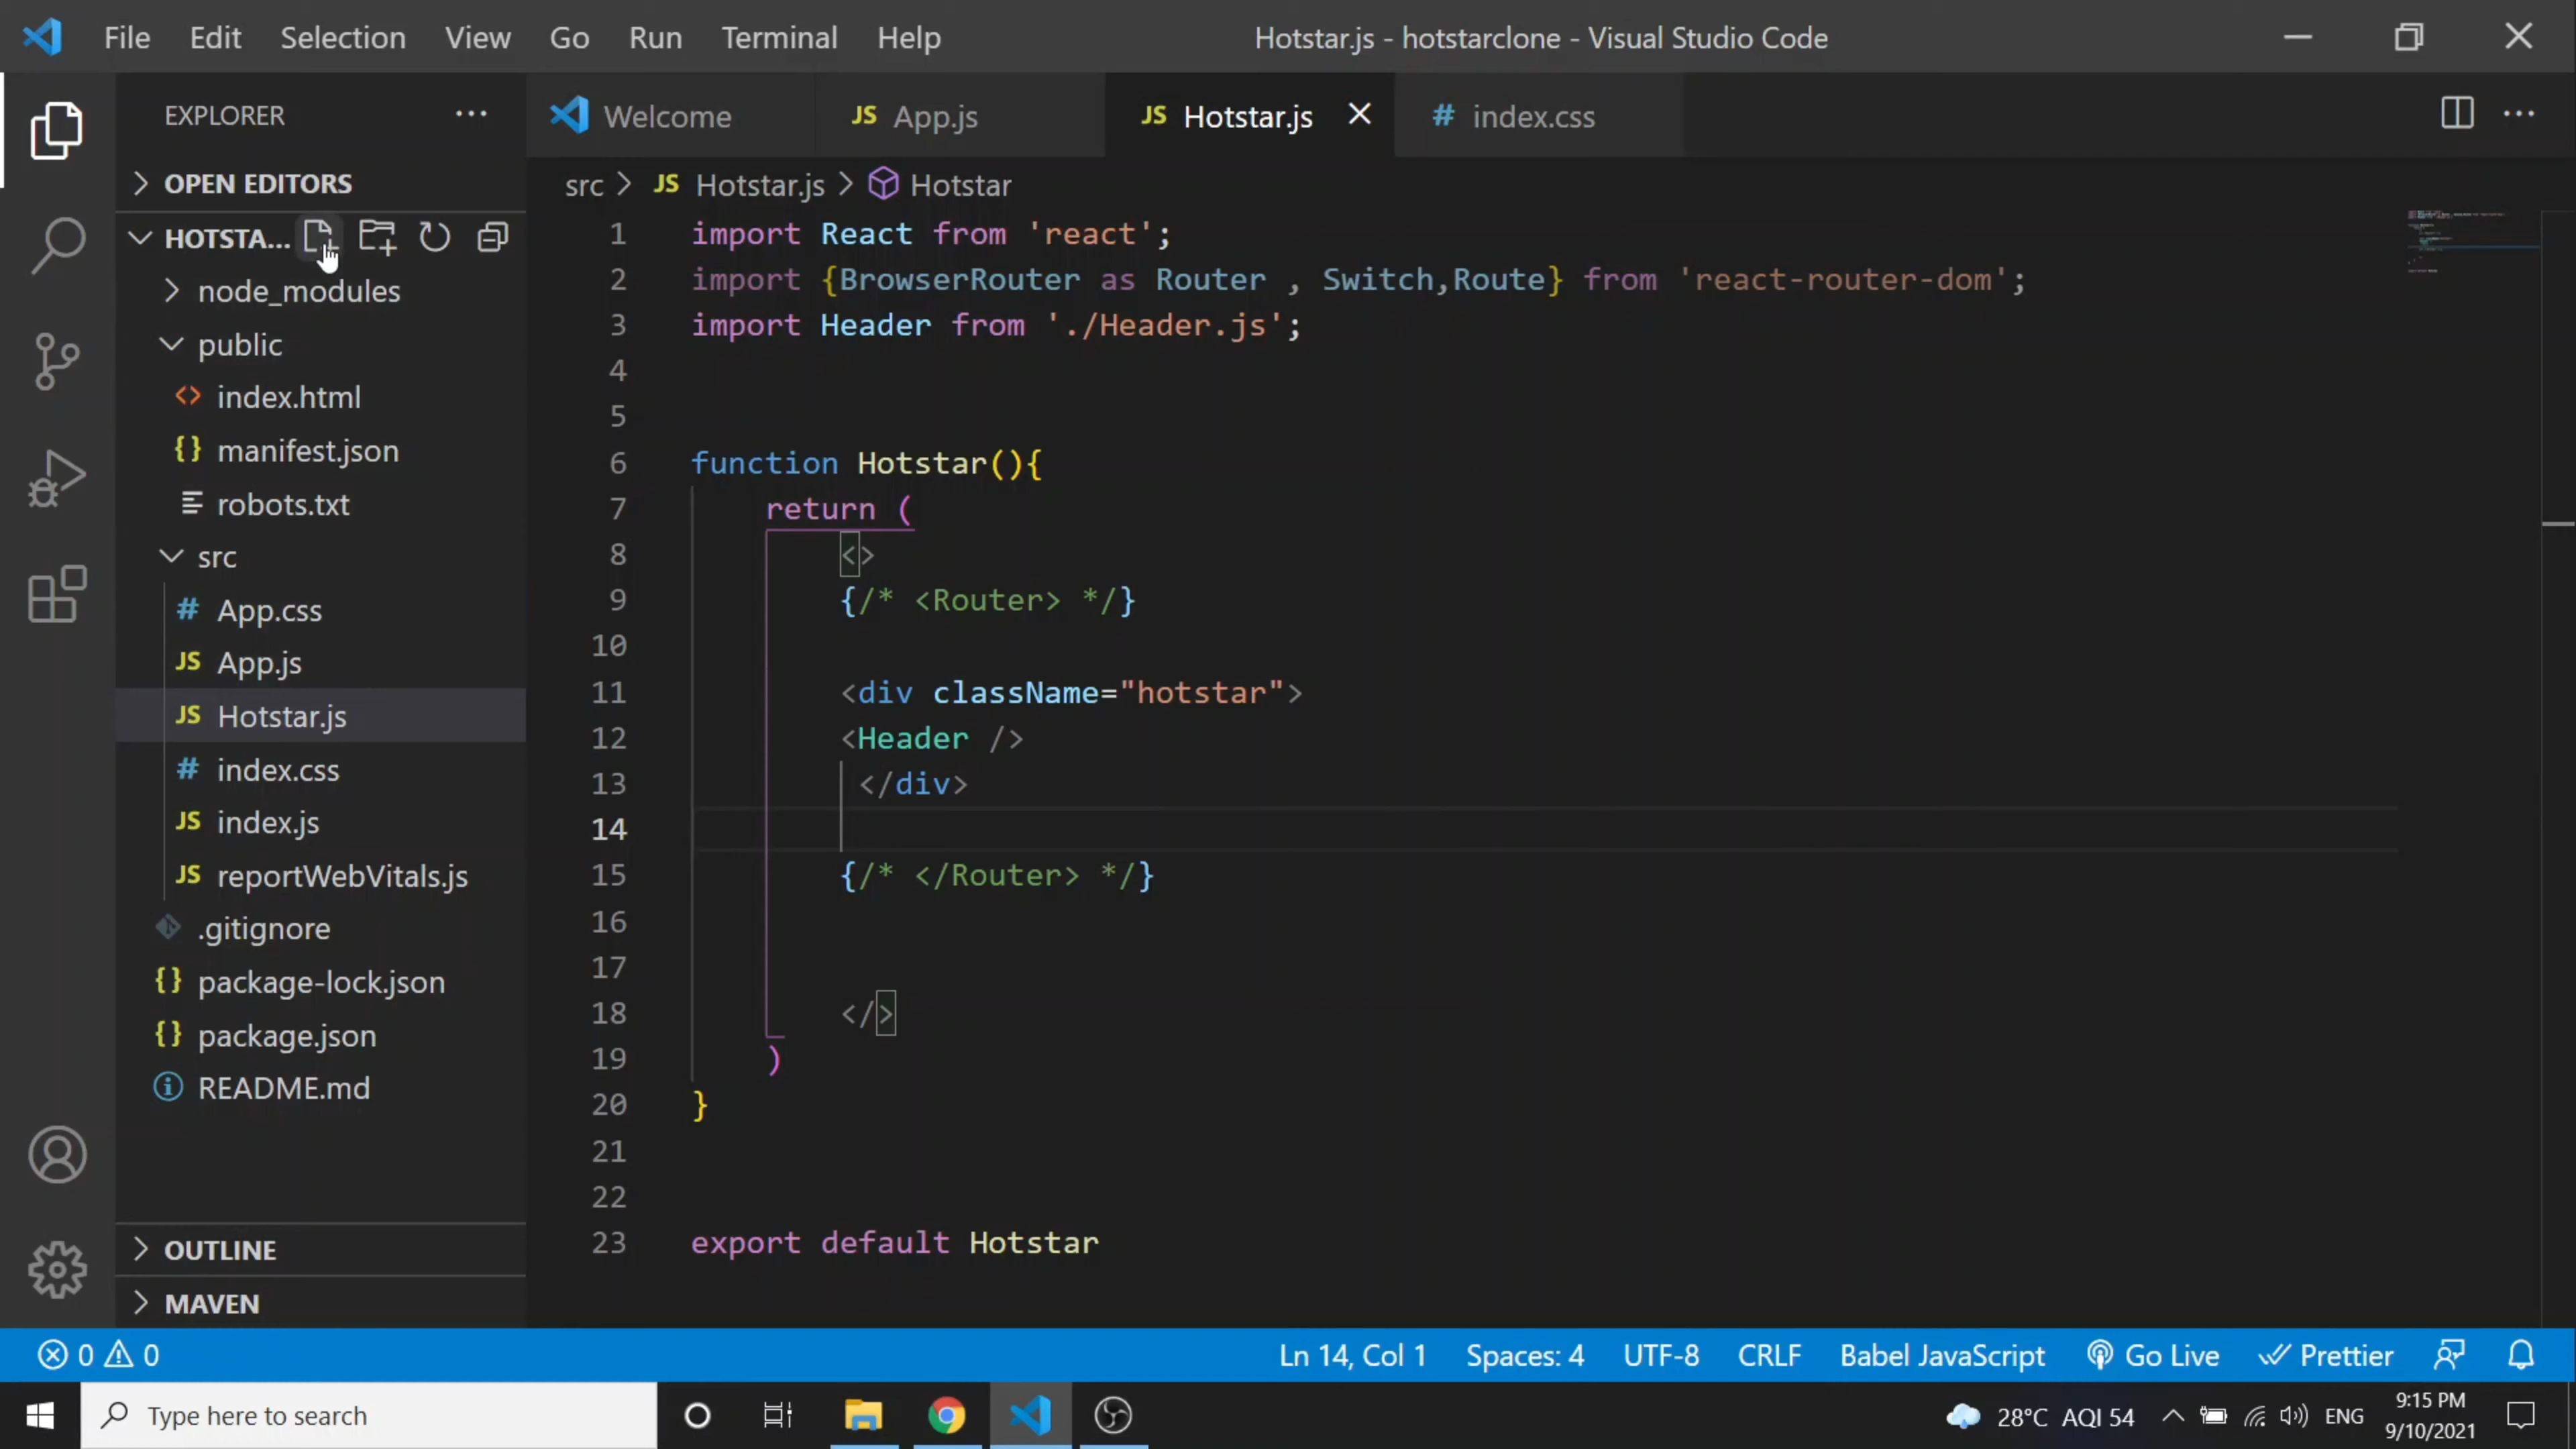 File Edit Selection View Go Run Terminal Help
Hotstar.js - hotstarclone - Visual Studio Code
EXPLORER
OPEN EDITORS
HOTSTA...
node_modules
public
<> index.html
{} manifest.json
robots.txt
src
# App.css
JS App.js
JS Hotstar.js
# index.css
JS index.js
JS reportWebVitals.js
.gitignore
{} package-lock.json
{} package.json
README.md
OUTLINE
MAVEN
Welcome
JS App.js
JS Hotstar.js
# index.css
src > JS Hotstar.js > Hotstar
1 import React from 'react';
2 import {BrowserRouter as Router , Switch,Route} from 'react-router-dom';
3 import Header from './Header.js';
4
5
6 function Hotstar(){
7 return (
8 <>
9 {/* <Router> */}
10
11 <div className="hotstar">
12 <Header />
13 </div>
14
15 {/* </Router> */}
16
17
18 </>
19 )
20 }
21
22
23 export default Hotstar
0 0
Ln 14, Col 1 Spaces: 4 UTF-8 CRLF Babel JavaScript Go Live Prettier
Type here to search
28°C AQI 54
ENG
9:15 PM
9/10/2021